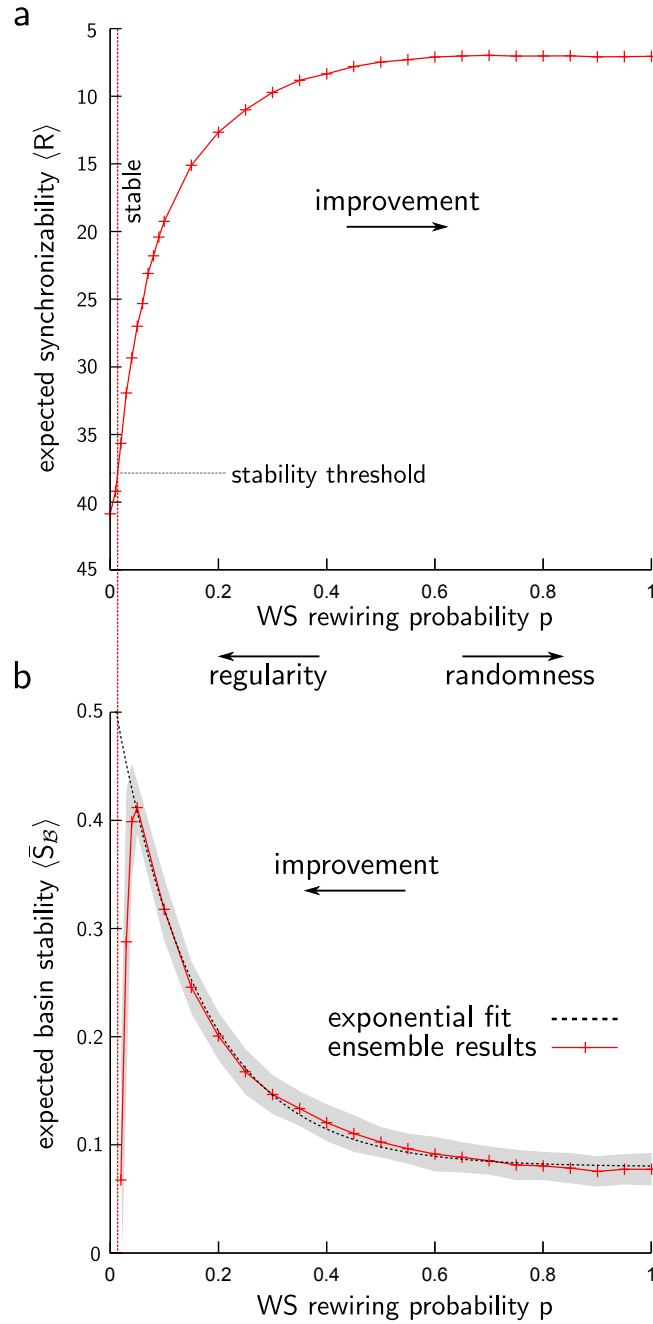 a
5
10
15
20
25
30
35
40
45
expected synchronizability ⟨R⟩
stable
improvement
stability threshold
0 0.2 0.4 0.6 0.8 1
WS rewiring probability p
regularity randomness
b
0.5
0.4
0.3
0.2
0.1
0
expected basin stability ⟨S̄_ℬ⟩
improvement
exponential fit
ensemble results
0 0.2 0.4 0.6 0.8 1
WS rewiring probability p